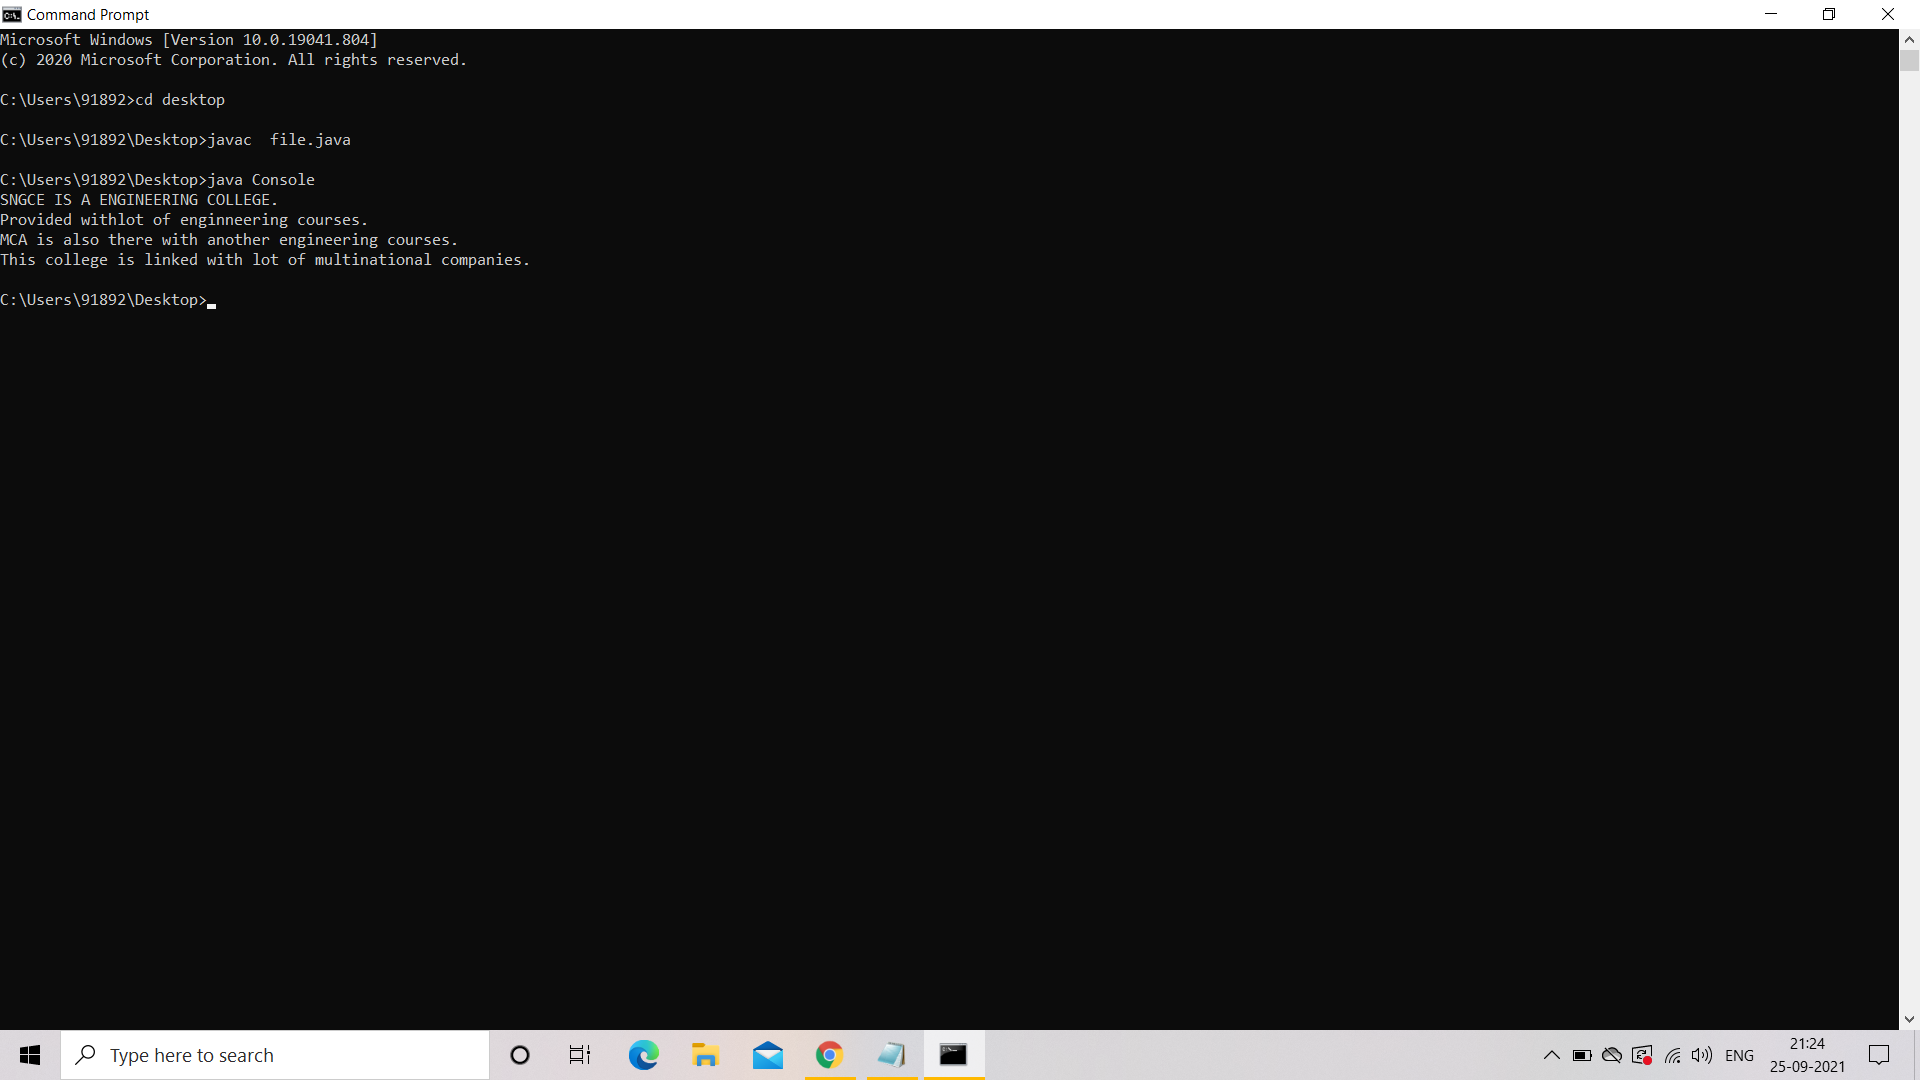 Command Prompt
Microsoft Windows [Version 10.0.19041.804]
(c) 2020 Microsoft Corporation. All rights reserved.
C:\Users\91892>cd desktop
C:\Users\91892\Desktop>javac  file.java
C:\Users\91892\Desktop>java Console
SNGCE IS A ENGINEERING COLLEGE.
Provided withlot of enginneering courses.
MCA is also there with another engineering courses.
This college is linked with lot of multinational companies.
C:\Users\91892\Desktop>
Type here to search
ENG
21:24
25-09-2021